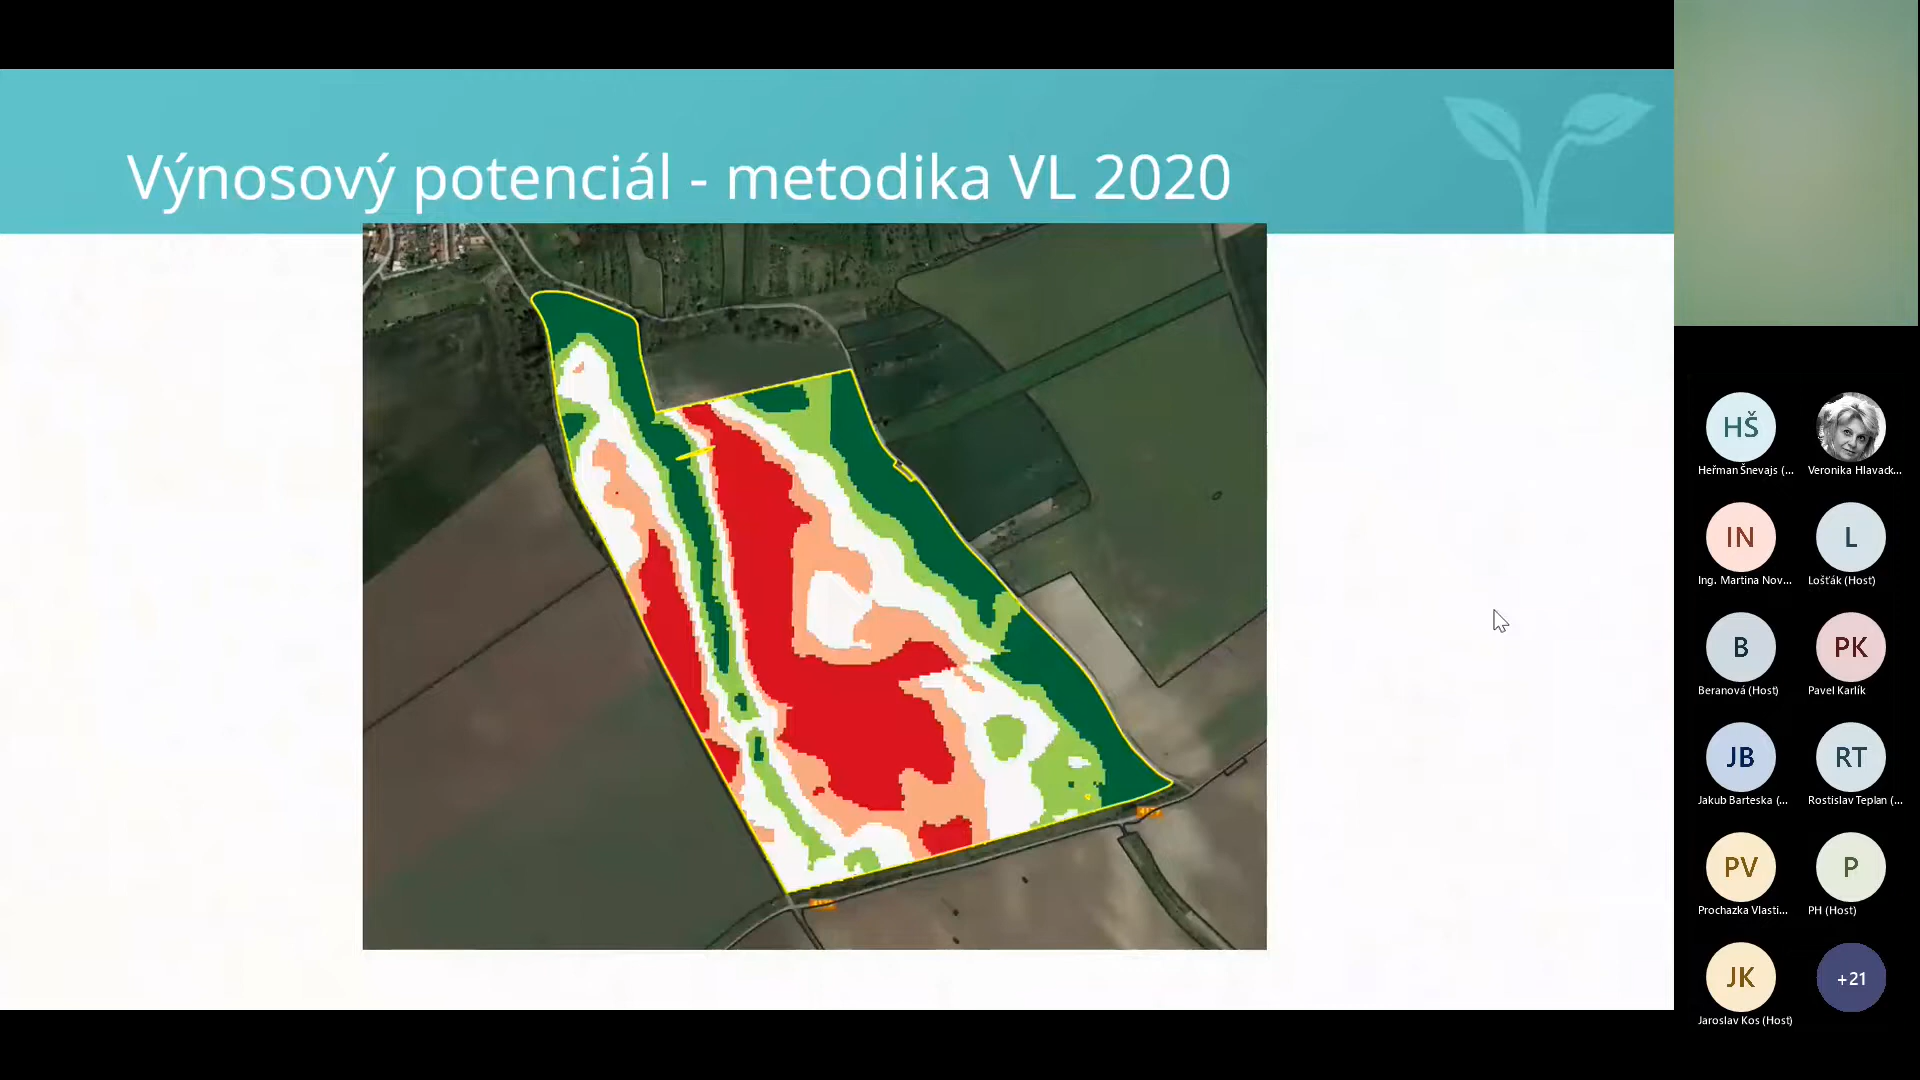 Výnosový potenciál - metodika VL 2020
HŠ
Heřman Šnevajs (...
Veronika Hlavack...
IN
Ing. Martina Nov...
L
Lošťák (Host)
B
Beranová (Host)
PK
Pavel Karlík
JB
Jakub Barteska (...
RT
Rostislav Teplan (...
PV
Prochazka Vlasti...
P
PH (Host)
JK
Jaroslav Kos (Host)
+21